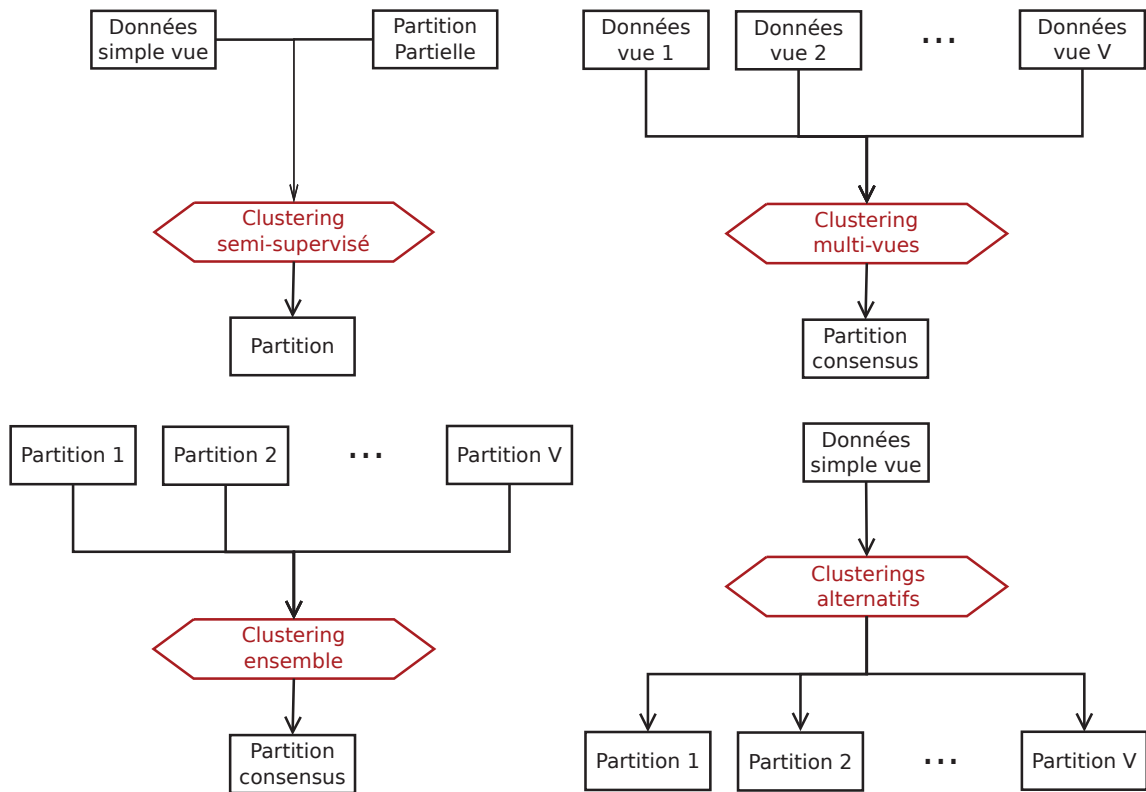 Données
simple vue
Partition
Partielle
Clustering
semi-supervisé
Partition
Données
vue 1
Données
vue 2
...
Données
vue V
Clustering
multi-vues
Partition
consensus
Partition 1
Partition 2
...
Partition V
Clustering
ensemble
Partition
consensus
Données
simple vue
Clusterings
alternatifs
Partition 1
Partition 2
...
Partition V